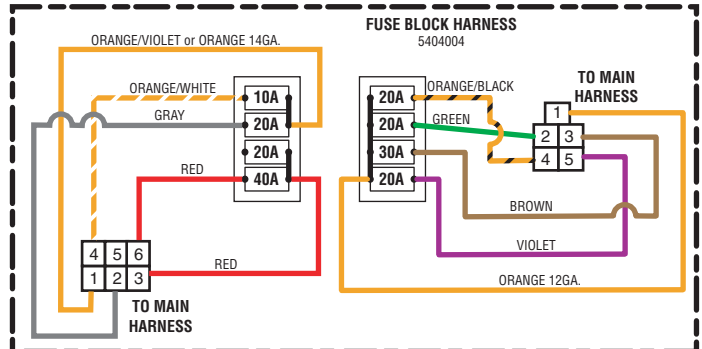 FUSE BLOCK HARNESS
5404004
ORANGE/VIOLET or ORANGE 14GA.
ORANGE/WHITE
GRAY
RED
RED
10A
20A
20A
40A
4 5 6
1 2 3
TO MAIN
HARNESS
20A
20A
30A
20A
ORANGE/BLACK
GREEN
TO MAIN
HARNESS
1
2 3
4 5
BROWN
VIOLET
ORANGE 12GA.